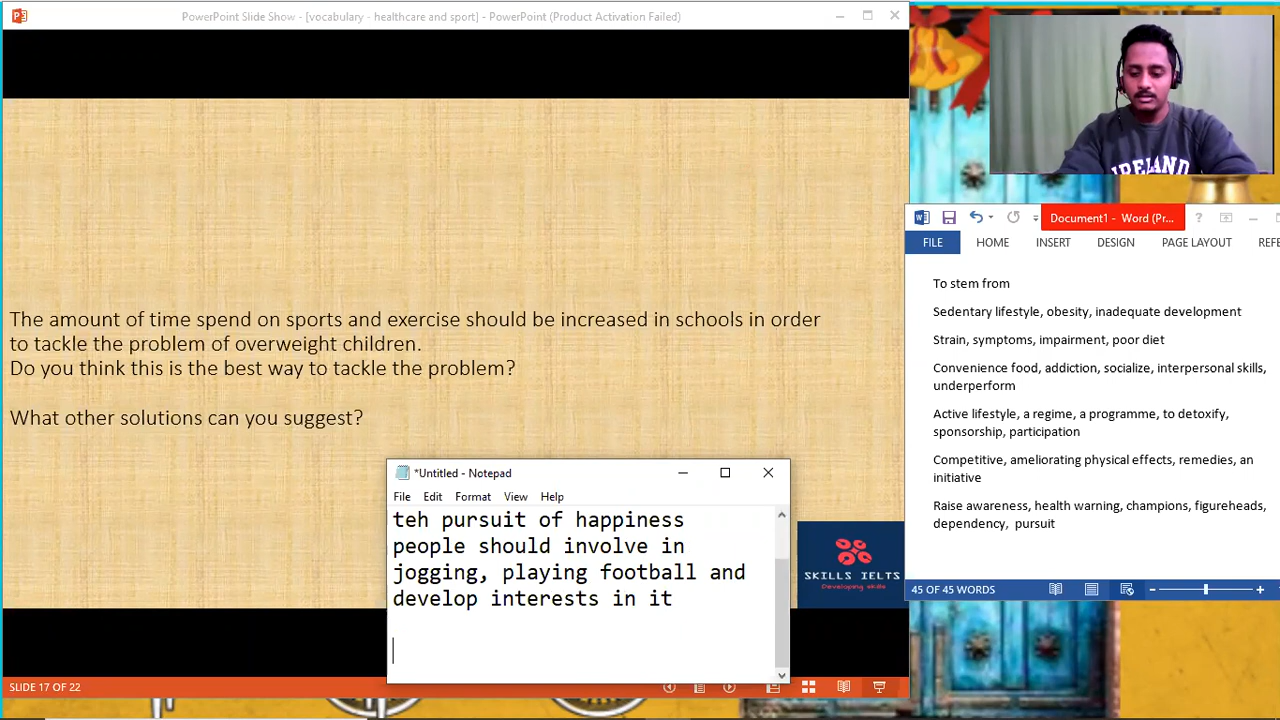 PowerPoint Slide Show - [vocabulary - healthcare and sport] - PowerPoint (Product Activation Failed)
The amount of time spend on sports and exercise should be increased in schools in order
to tackle the problem of overweight children.
Do you think this is the best way to tackle the problem?
What other solutions can you suggest?
*Untitled - Notepad
File Edit Format View Help
teh pursuit of happiness
people should involve in
jogging, playing football and
develop interests in it
SKILLS IELTS
Developing skills
SLIDE 17 OF 22
IRELAND
Document1 - Word (Pr...
FILE HOME INSERT DESIGN PAGE LAYOUT REFE
To stem from
Sedentary lifestyle, obesity, inadequate development
Strain, symptoms, impairment, poor diet
Convenience food, addiction, socialize, interpersonal skills,
underperform
Active lifestyle, a regime, a programme, to detoxify,
sponsorship, participation
Competitive, ameliorating physical effects, remedies, an
initiative
Raise awareness, health warning, champions, figureheads,
dependency, pursuit
45 OF 45 WORDS